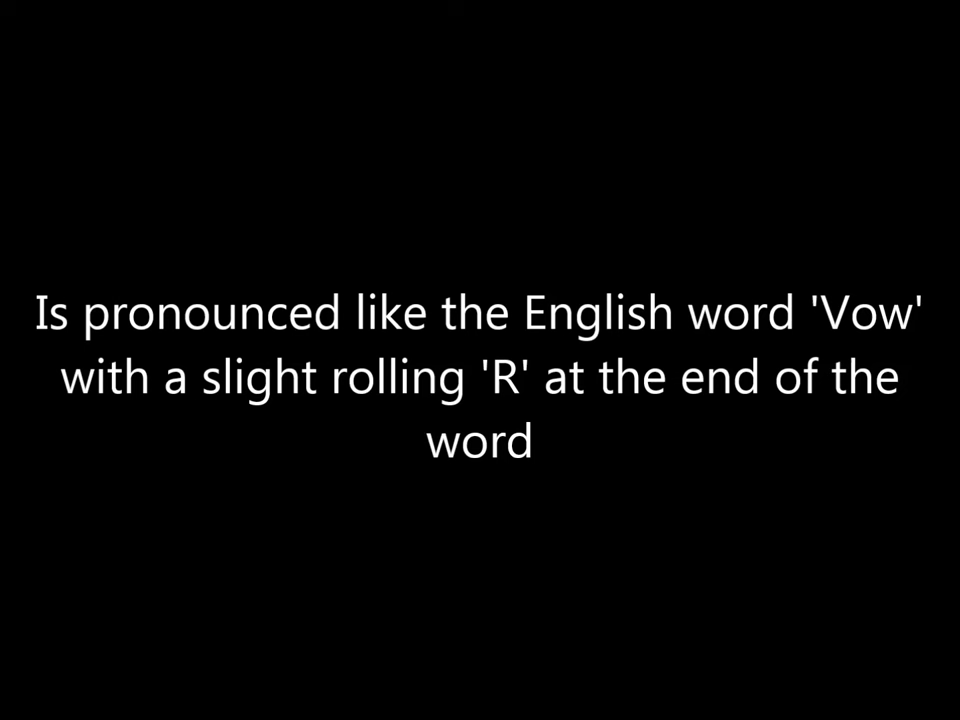 Is pronounced like the English word 'Vow'
with a slight rolling 'R' at the end of the
word